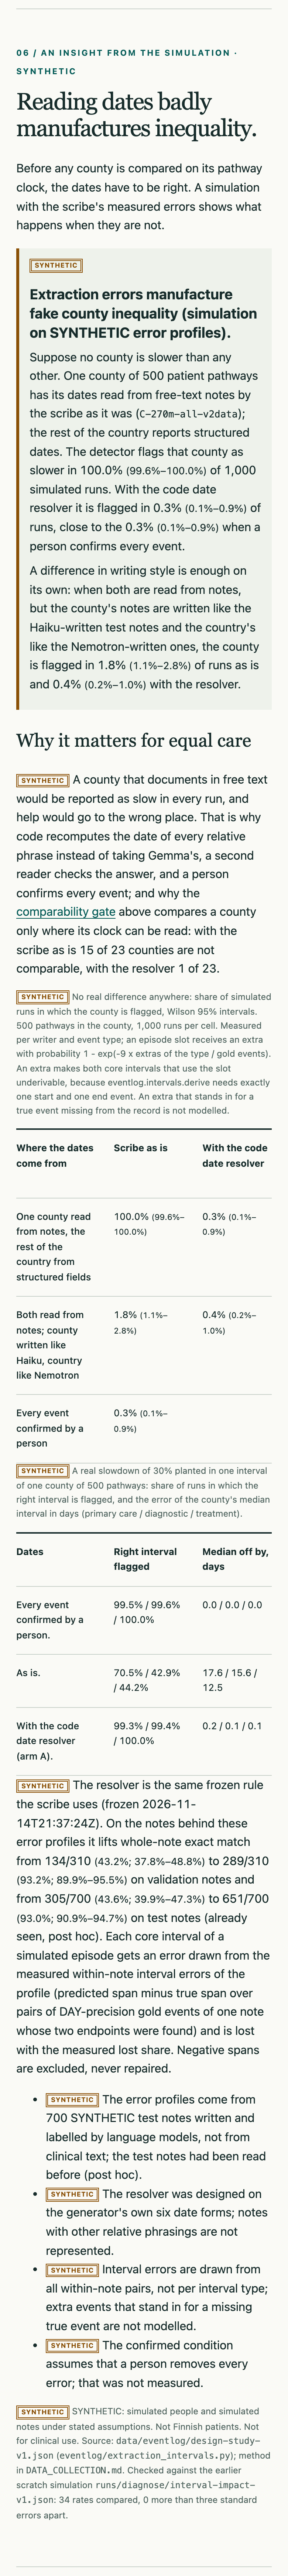 06 / AN INSIGHT FROM THE SIMULATION ·
SYNTHETIC
Reading dates badly
manufactures inequality.
Before any county is compared on its pathway
clock, the dates have to be right. A simulation
with the scribe's measured errors shows what
happens when they are not.
SYNTHETIC
Extraction errors manufacture
fake county inequality (simulation
on SYNTHETIC error profiles).
Suppose no county is slower than any
other. One county of 500 patient pathways
has its dates read from free-text notes by
the scribe as it was (C-270m-all-v2data);
the rest of the country reports structured
dates. The detector flags that county as
slower in 100.0% (99.6%–100.0%) of 1,000
simulated runs. With the code date
resolver it is flagged in 0.3% (0.1%–0.9%) of
runs, close to the 0.3% (0.1%–0.9%) when a
person confirms every event.
A difference in writing style is enough on
its own: when both are read from notes,
but the county's notes are written like the
Haiku-written test notes and the country's
like the Nemotron-written ones, the county
is flagged in 1.8% (1.1%–2.8%) of runs as is
and 0.4% (0.2%–1.0%) with the resolver.
Why it matters for equal care
SYNTHETIC A county that documents in free text
would be reported as slow in every run, and
help would go to the wrong place. That is why
code recomputes the date of every relative
phrase instead of taking Gemma's, a second
reader checks the answer, and a person
confirms every event; and why the
comparability gate above compares a county
only where its clock can be read: with the
scribe as is 15 of 23 counties are not
comparable, with the resolver 1 of 23.
SYNTHETIC No real difference anywhere: share of simulated
runs in which the county is flagged, Wilson 95% intervals.
500 pathways in the county, 1,000 runs per cell. Measured
per writer and event type; an episode slot receives an extra
with probability 1 - exp(-9 x extras of the type / gold events).
An extra makes both core intervals that use the slot
underivable, because eventlog.intervals.derive needs exactly
one start and one end event. An extra that stands in for a
true event missing from the record is not modelled.
Where the dates come from | Scribe as is | With the code date resolver
One county read from notes, the rest of the country from structured fields | 100.0% (99.6%–100.0%) | 0.3% (0.1%–0.9%)
Both read from notes; county written like Haiku, country like Nemotron | 1.8% (1.1%–2.8%) | 0.4% (0.2%–1.0%)
Every event confirmed by a person | 0.3% (0.1%–0.9%)
SYNTHETIC A real slowdown of 30% planted in one interval
of one county of 500 pathways: share of runs in which the
right interval is flagged, and the error of the county's median
interval in days (primary care / diagnostic / treatment).
Dates | Right interval flagged | Median off by, days
Every event confirmed by a person. | 99.5% / 99.6% / 100.0% | 0.0 / 0.0 / 0.0
As is. | 70.5% / 42.9% / 44.2% | 17.6 / 15.6 / 12.5
With the code date resolver (arm A). | 99.3% / 99.4% / 100.0% | 0.2 / 0.1 / 0.1
SYNTHETIC The resolver is the same frozen rule
the scribe uses (frozen 2026-11-
14T21:37:24Z). On the notes behind these
error profiles it lifts whole-note exact match
from 134/310 (43.2%; 37.8%–48.8%) to 289/310
(93.2%; 89.9%–95.5%) on validation notes and
from 305/700 (43.6%; 39.9%–47.3%) to 651/700
(93.0%; 90.9%–94.7%) on test notes (already
seen, post hoc). Each core interval of a
simulated episode gets an error drawn from the
measured within-note interval errors of the
profile (predicted span minus true span over
pairs of DAY-precision gold events of one note
whose two endpoints were found) and is lost
with the measured lost share. Negative spans
are excluded, never repaired.
• SYNTHETIC The error profiles come from
700 SYNTHETIC test notes written and
labelled by language models, not from
clinical text; the test notes had been read
before (post hoc).
• SYNTHETIC The resolver was designed on
the generator's own six date forms; notes
with other relative phrasings are not
represented.
• SYNTHETIC Interval errors are drawn from
all within-note pairs, not per interval type;
extra events that stand in for a missing
true event are not modelled.
• SYNTHETIC The confirmed condition
assumes that a person removes every
error; that was not measured.
SYNTHETIC SYNTHETIC: simulated people and simulated
notes under stated assumptions. Not Finnish patients. Not
for clinical use. Source: data/eventlog/design-study-
v1.json (eventlog/extraction_intervals.py); method
in DATA_COLLECTION.md. Checked against the earlier
scratch simulation runs/diagnose/interval-impact-
v1.json: 34 rates compared, 0 more than three standard
errors apart.